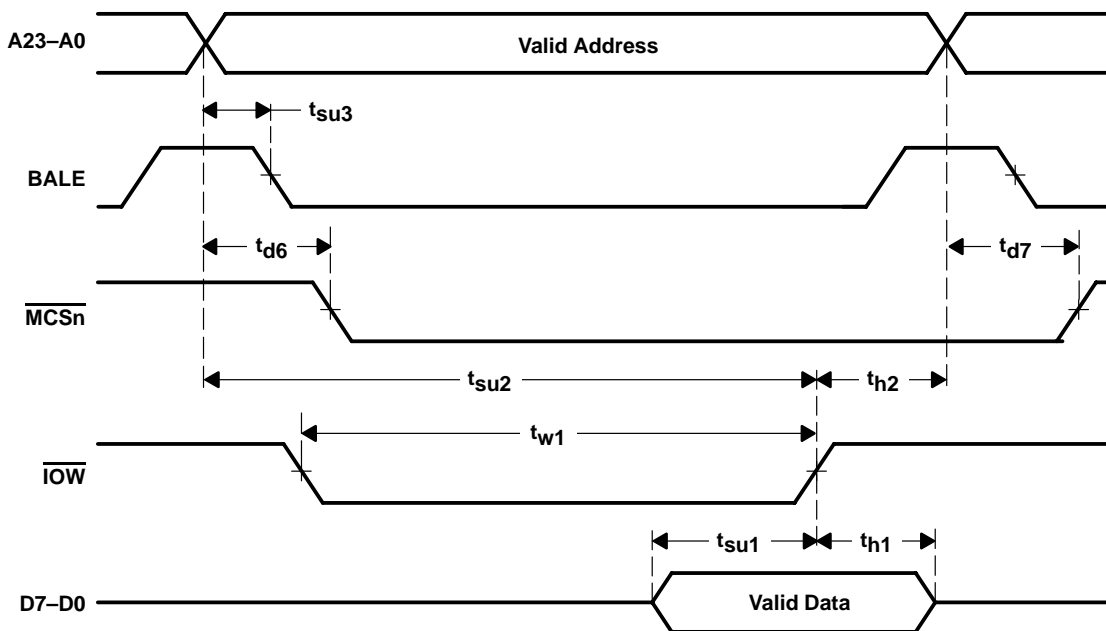 A23–A0
Valid Address
tsu3
BALE
td6
td7
MCSn
tsu2
th2
tw1
IOW
tsu1
th1
D7–D0
Valid Data